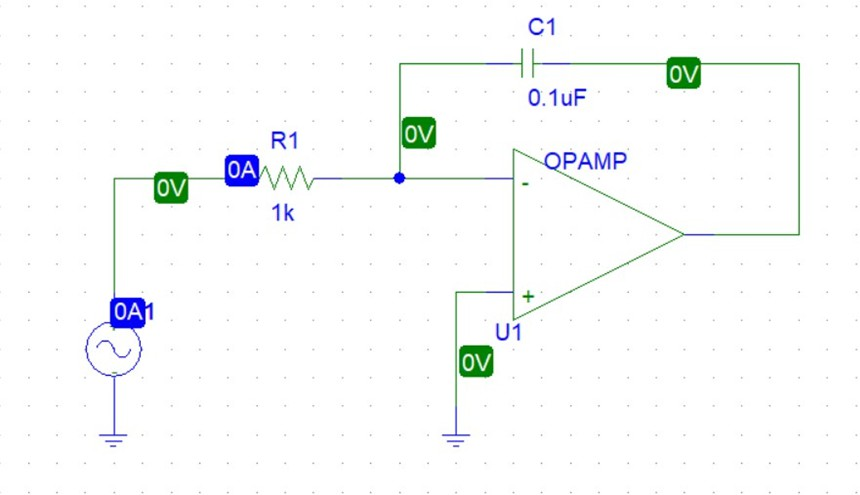 C1
0V
0.1uF
0V
R1
OPAMP
0A
0V
-
1k
+
0A1
U1
0V